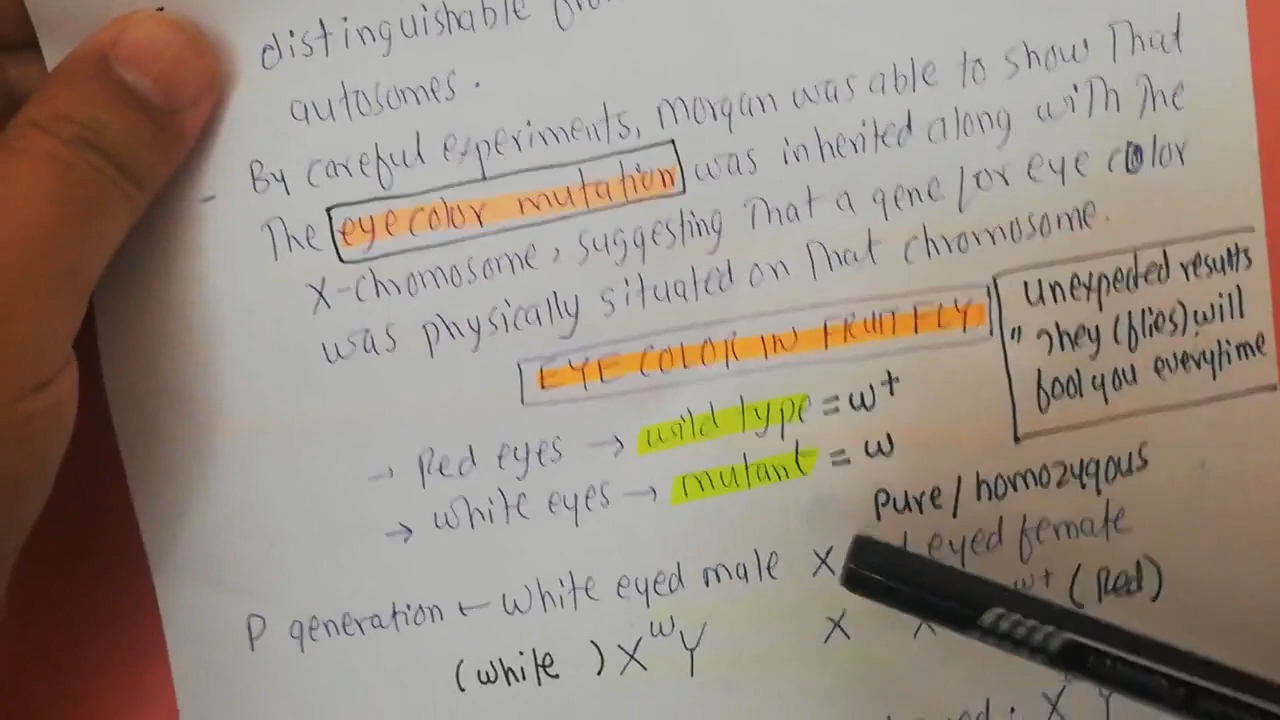 distinguishable
autosomes.
- By careful experiments, Morgan was able to show That
The eye color mutation was inherited along with The
X-chromosome, suggesting That a gene for eye color
was physically situated on That chromosome.
EYE COLOR IN FRUIT FLY
unexpected results
" They (flies) will
fool you everytime
→ Red eyes → wild type = w+
→ White eyes → mutant = w
pure / homozygous
P generation ← White eyed male X eyed female
(white) XʷY X w+ (Red)
X Y